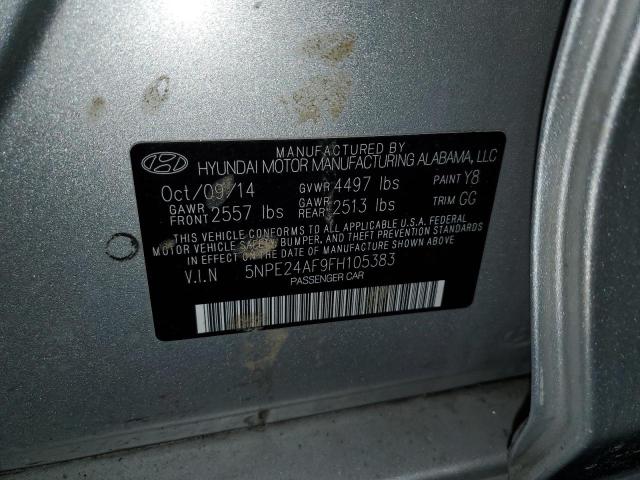 MANUFACTURED BY
HYUNDAI MOTOR MANUFACTURING ALABAMA, LLC
Oct/09/14 GVWR 4497 lbs PAINT Y8
GAWR FRONT 2557 lbs GAWR REAR 2513 lbs TRIM GG
THIS VEHICLE CONFORMS TO ALL APPLICABLE U.S.A. FEDERAL
MOTOR VEHICLE SAFETY, BUMPER, AND THEFT PREVENTION STANDARDS
IN EFFECT ON THE DATE OF MANUFACTURE SHOWN ABOVE.
V.I.N 5NPE24AF9FH105383
PASSENGER CAR